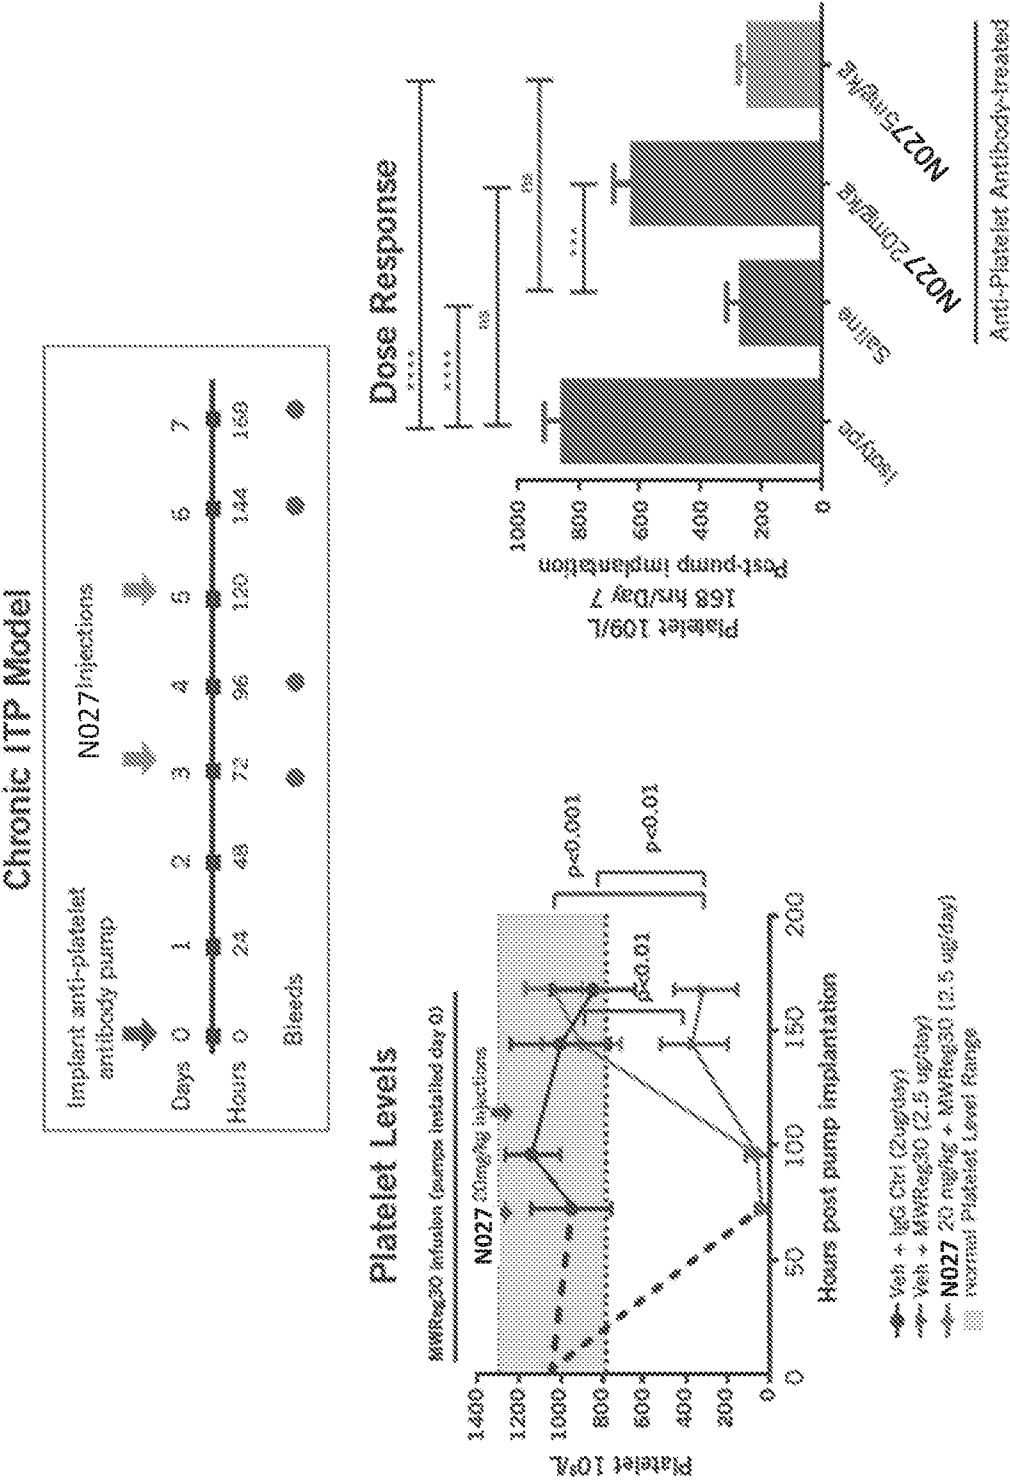 Chronic ITP Model
Implant anti-platelet
antibody pump
N027 Injections
Days 0 1 2 3 4 5 6 7
Hours 0 24 48 72 96 120 144 168
Bleeds
Platelet Levels
MWReg30 infusion (pumps installed day 0)
N027 20mg/kg injections
Platelet 10⁹/L
1400
1200
1000
800
600
400
200
0
0 50 100 150 200
Hours post pump implantation
p<0.01
p<0.001
p<0.01
Veh + IgG Ctrl (2ug/day)
Veh + MWReg30 (2.5 ug/day)
N027 20 mg/kg + MWReg30 (2.5 ug/day)
normal Platelet Level Range
Dose Response
****
****
ns
ns
***
Platelet 109/L
168 hrs/Day 7
Post-pump implantation
1000
800
600
400
200
0
Isotype
Saline
N027 20mg/kg
N027 5mg/kg
Anti-Platelet Antibody-treated